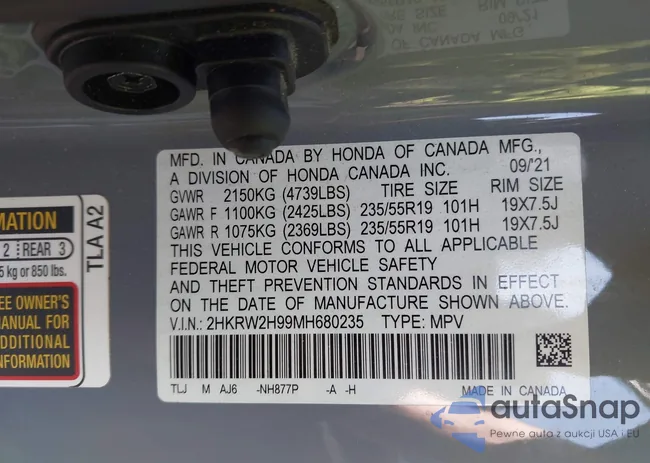 MFD. IN CANADA BY HONDA OF CANADA MFG.,
A DIVISION OF HONDA CANADA INC. 09/21
GVWR 2150KG (4739LBS) TIRE SIZE RIM SIZE
GAWR F 1100KG (2425LBS) 235/55R19 101H 19X7.5J
GAWR R 1075KG (2369LBS) 235/55R19 101H 19X7.5J
THIS VEHICLE CONFORMS TO ALL APPLICABLE
FEDERAL MOTOR VEHICLE SAFETY
AND THEFT PREVENTION STANDARDS IN EFFECT
ON THE DATE OF MANUFACTURE SHOWN ABOVE.
V.I.N.: 2HKRW2H99MH680235 TYPE: MPV
TLJ M AJ6 -NH877P -A -H MADE IN CANADA
MATION
2 REAR 3
5 kg or 850 lbs.
EE OWNER'S
ANUAL FOR
DDITIONAL
NFORMATION
TLA A2
autaSnap
Pewne auta z aukcji USA i EU